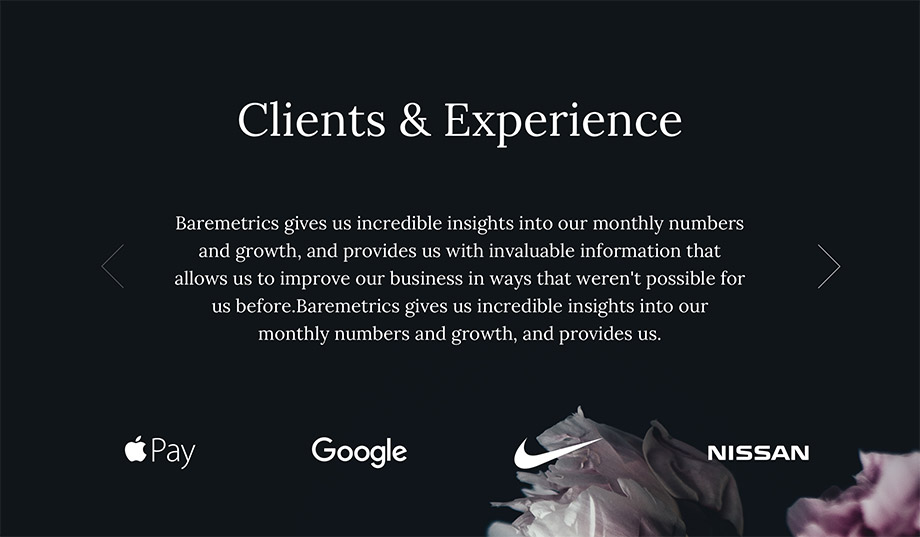 Clients & Experience
Baremetrics gives us incredible insights into our monthly numbers
and growth, and provides us with invaluable information that
allows us to improve our business in ways that weren't possible for
us before.Baremetrics gives us incredible insights into our
monthly numbers and growth, and provides us.
Pay
Google
NISSAN